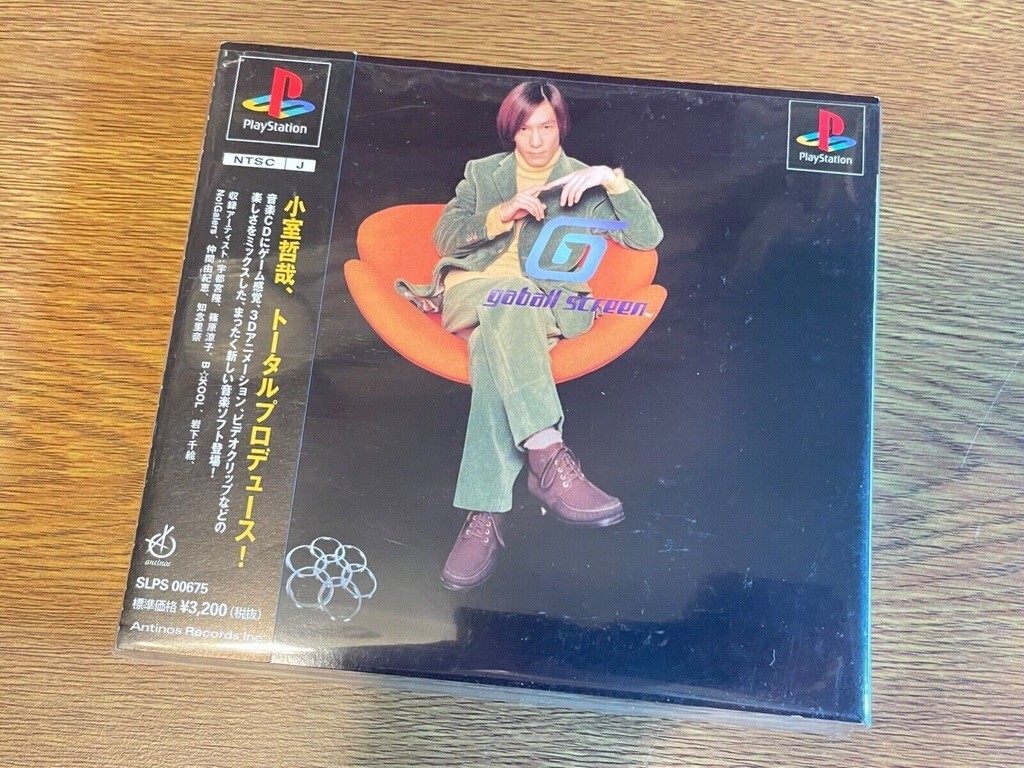 PlayStation
NTSC J
小室哲哉、トータルプロデュース！
音楽CDにゲーム感覚、3Dアニメーション、ビデオクリップなどの
楽しさをミックスした、まったく新しい音楽ソフト登場！
収録アーティスト：宇都宮隆、篠原涼子、B☆KOOL、岩下千絵、
No!Galers、仲間由紀恵、知念里奈
antinos
SLPS 00675
標準価格 ¥3,200（税抜）
Antinos Records Inc.
PlayStation
G
gaball screen
TM